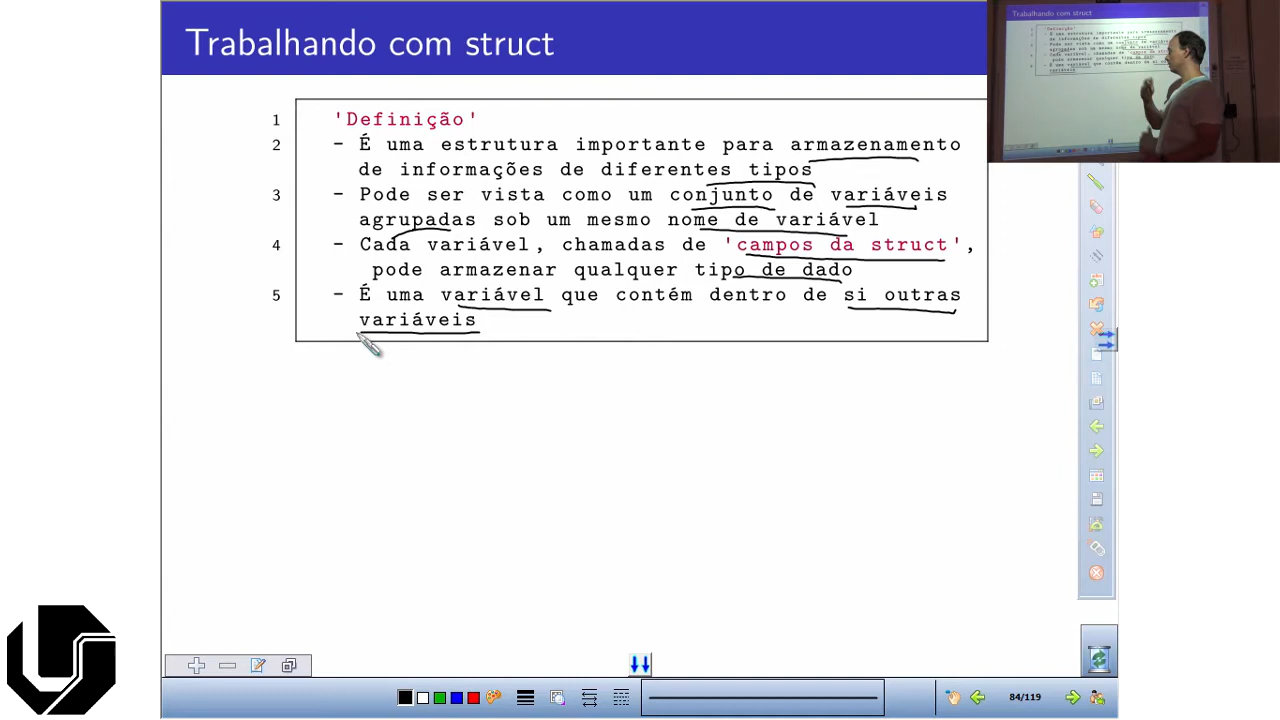 Trabalhando com struct
1 'Definição'
2 - É uma estrutura importante para armazenamento
de informações de diferentes tipos
3 - Pode ser vista como um conjunto de variáveis
agrupadas sob um mesmo nome de variável
4 - Cada variável, chamadas de 'campos da struct',
pode armazenar qualquer tipo de dado
5 - É uma variável que contém dentro de si outras
variáveis
84/119
Trabalhando com struct